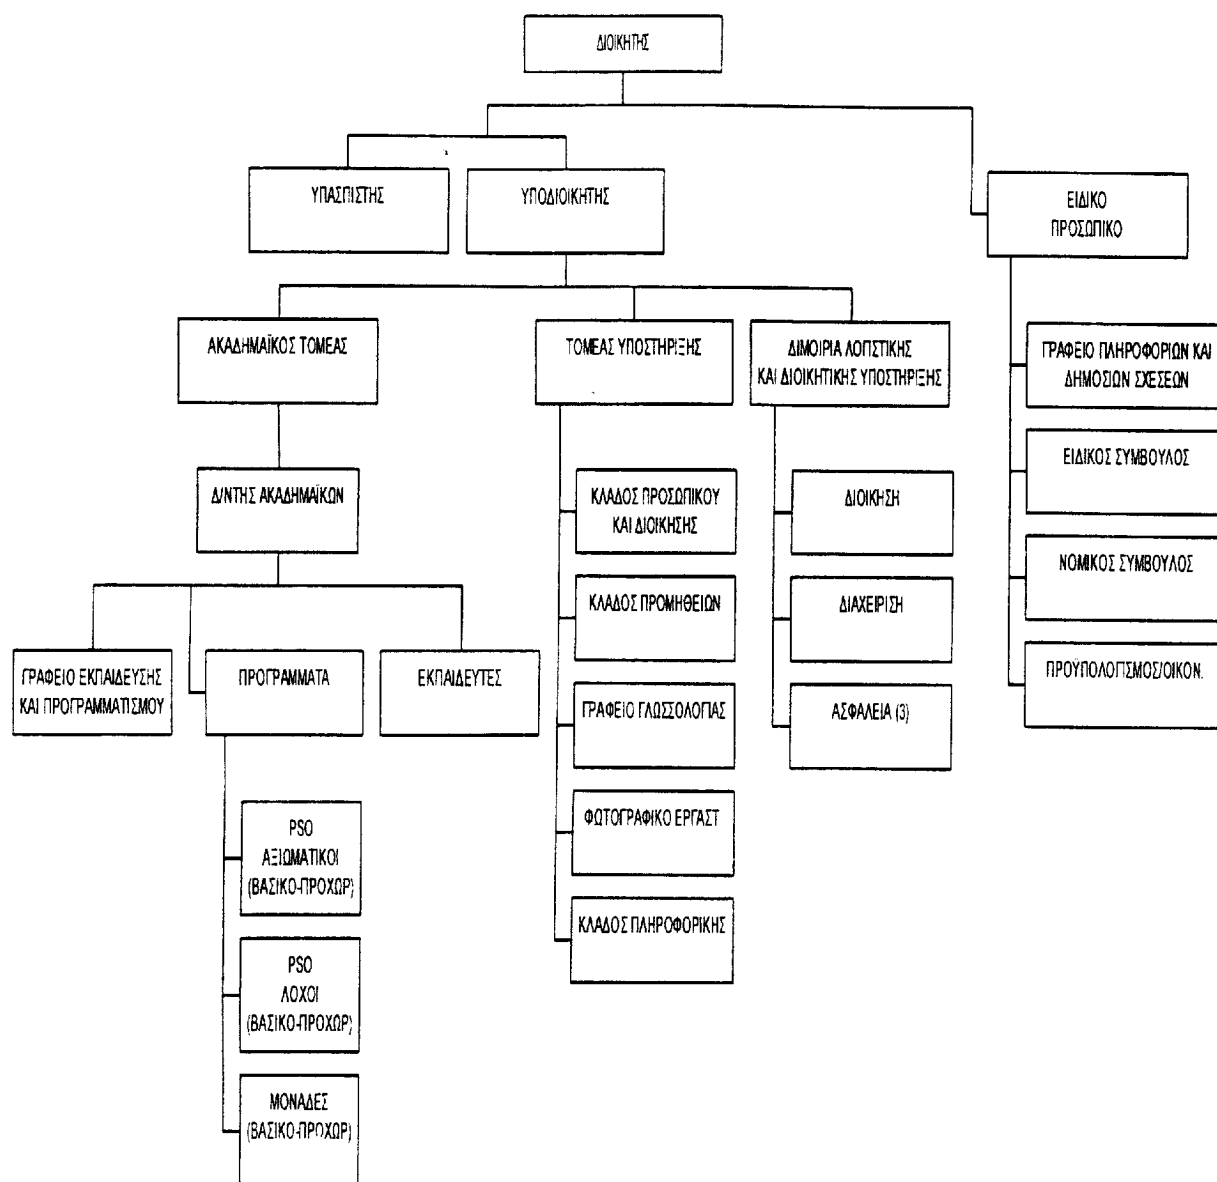 ΔΙΟΙΚΗΤΗΣ
ΥΠΑΣΠΙΣΤΗΣ
ΥΠΟΔΙΟΙΚΗΤΗΣ
ΕΙΔΙΚΟ
ΠΡΟΣΩΠΙΚΟ
ΑΚΑΔΗΜΑΪΚΟΣ ΤΟΜΕΑΣ
ΤΟΜΕΑΣ ΥΠΟΣΤΗΡΙΞΗΣ
ΔΙΜΟΙΡΙΑ ΛΟΓΙΣΤΙΚΗΣ
ΚΑΙ ΔΙΟΙΚΗΤΙΚΗΣ ΥΠΟΣΤΗΡΙΞΗΣ
ΓΡΑΦΕΙΟ ΠΛΗΡΟΦΟΡΙΩΝ ΚΑΙ
ΔΗΜΟΣΙΩΝ ΣΧΕΣΕΩΝ
ΕΙΔΙΚΟΣ ΣΥΜΒΟΥΛΟΣ
ΝΟΜΙΚΟΣ ΣΥΜΒΟΥΛΟΣ
ΠΡΟΫΠΟΛΟΓΙΣΜΟΣ/ΟΙΚΟΝ.
Δ/ΝΤΗΣ ΑΚΑΔΗΜΑΪΚΩΝ
ΚΛΑΔΟΣ ΠΡΟΣΩΠΙΚΟΥ
ΚΑΙ ΔΙΟΙΚΗΣΗΣ
ΔΙΟΙΚΗΣΗ
ΚΛΑΔΟΣ ΠΡΟΜΗΘΕΙΩΝ
ΔΙΑΧΕΙΡΙΣΗ
ΓΡΑΦΕΙΟ ΕΚΠΑΙΔΕΥΣΗΣ
ΚΑΙ ΠΡΟΓΡΑΜΜΑΤΙΣΜΟΥ
ΠΡΟΓΡΑΜΜΑΤΑ
ΕΚΠΑΙΔΕΥΤΕΣ
ΓΡΑΦΕΙΟ ΓΛΩΣΣΟΛΟΓΙΑΣ
ΑΣΦΑΛΕΙΑ (3)
ΦΩΤΟΓΡΑΦΙΚΟ ΕΡΓΑΣΤ
ΚΛΑΔΟΣ ΠΛΗΡΟΦΟΡΙΚΗΣ
PSO
ΑΞΙΩΜΑΤΙΚΟΙ
(ΒΑΣΙΚΟ-ΠΡΟΧΩΡ)
PSO
ΛΟΧΟΙ
(ΒΑΣΙΚΟ-ΠΡΟΧΩΡ)
ΜΟΝΑΔΕΣ
(ΒΑΣΙΚΟ-ΠΡΟΧΩΡ)